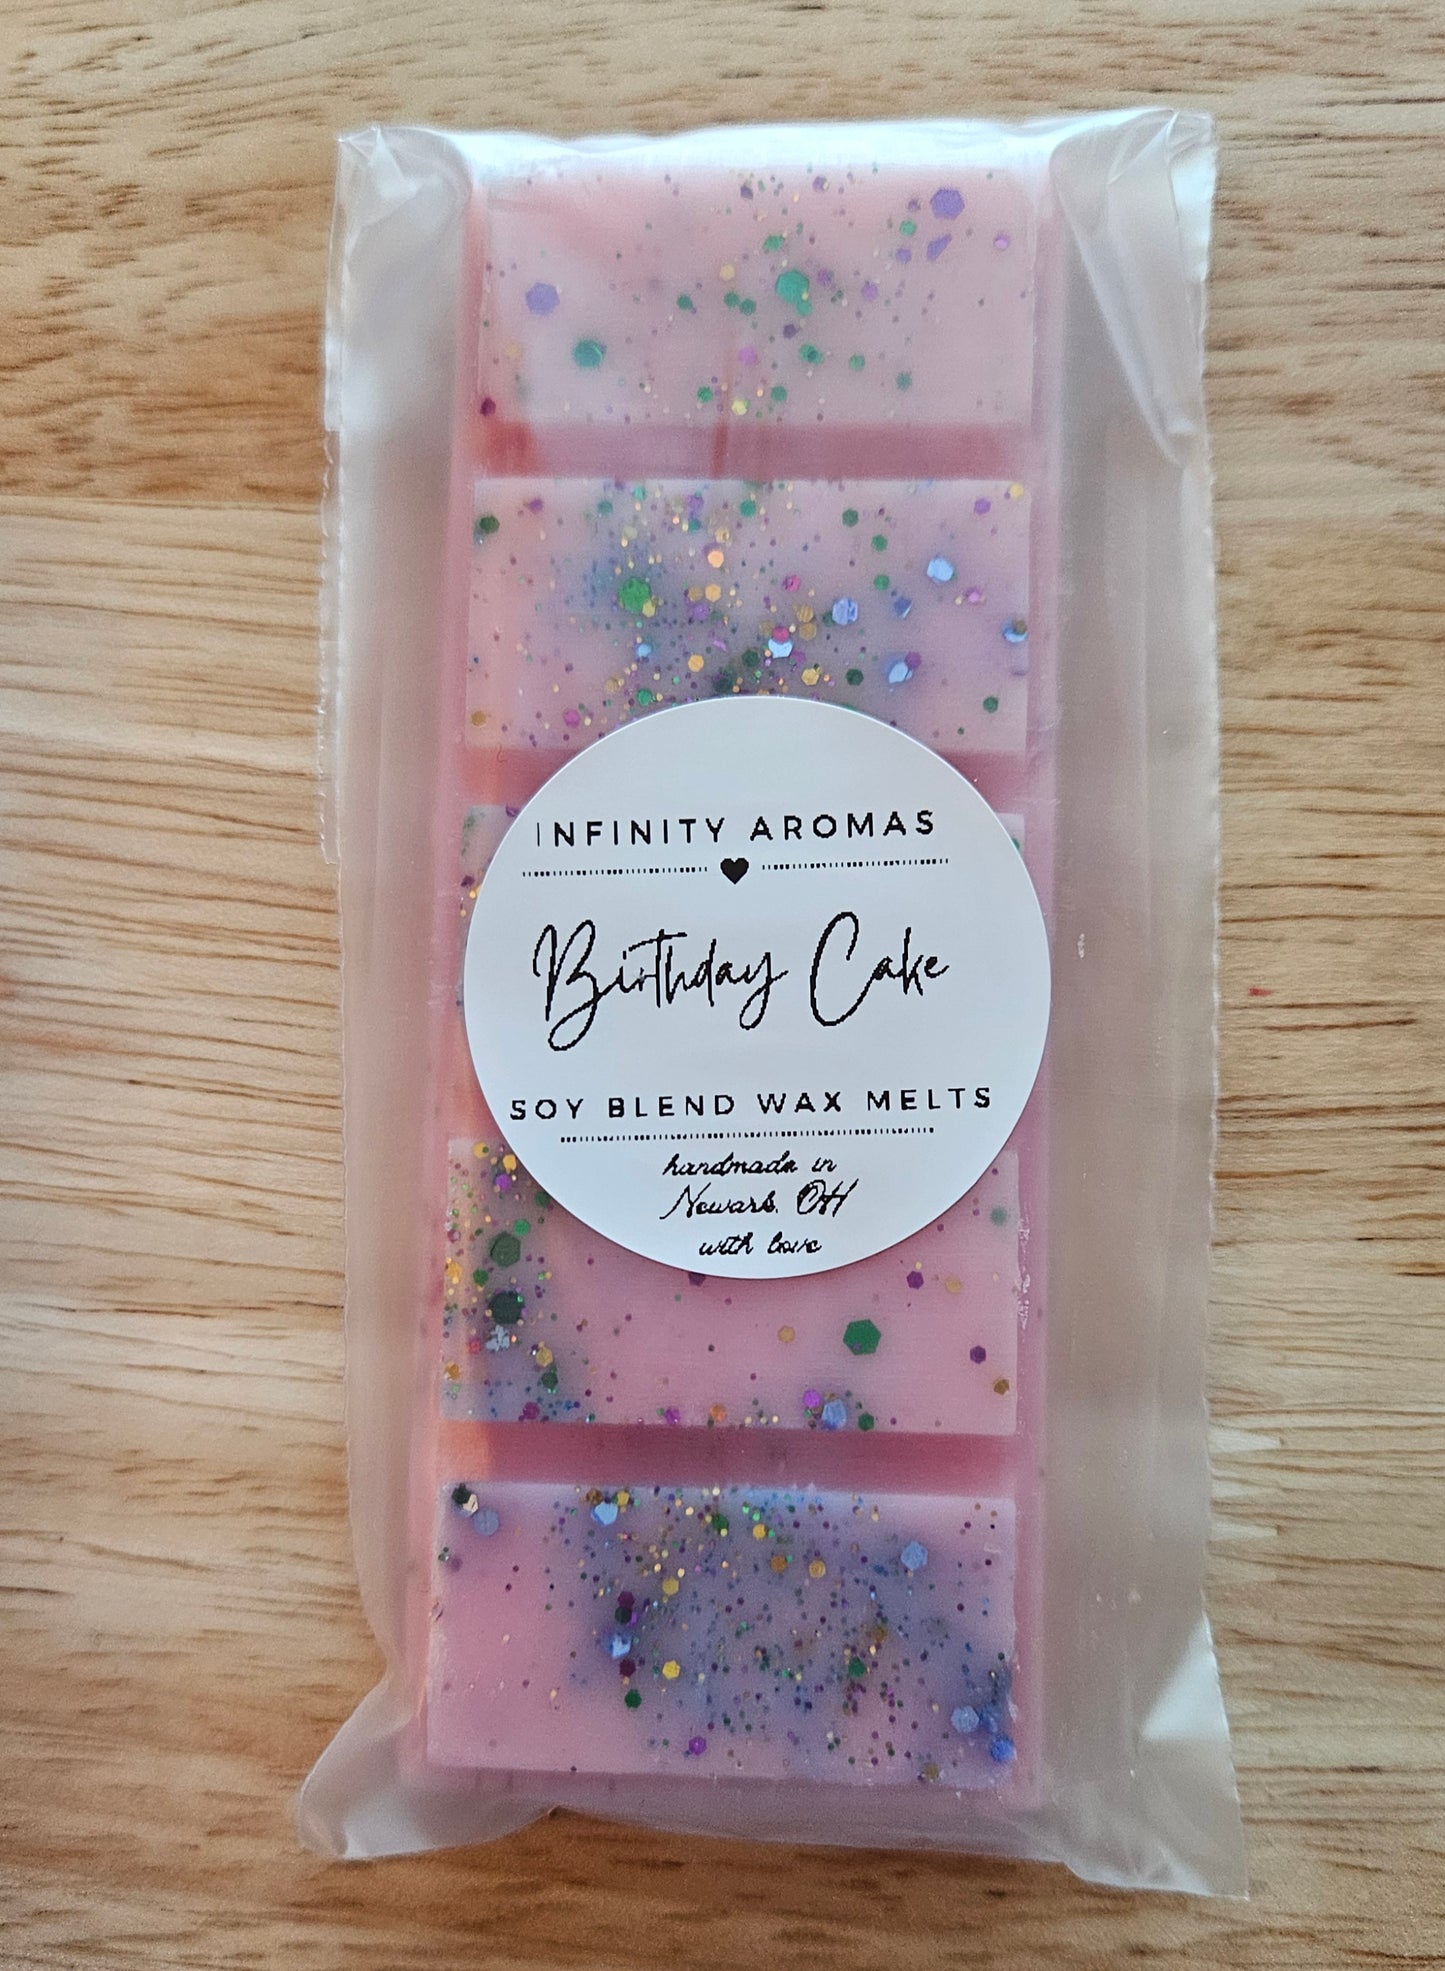 INFINITY AROMAS
Birthday Cake
SOY BLEND WAX MELTS
handmade in
Newark, OH
with love